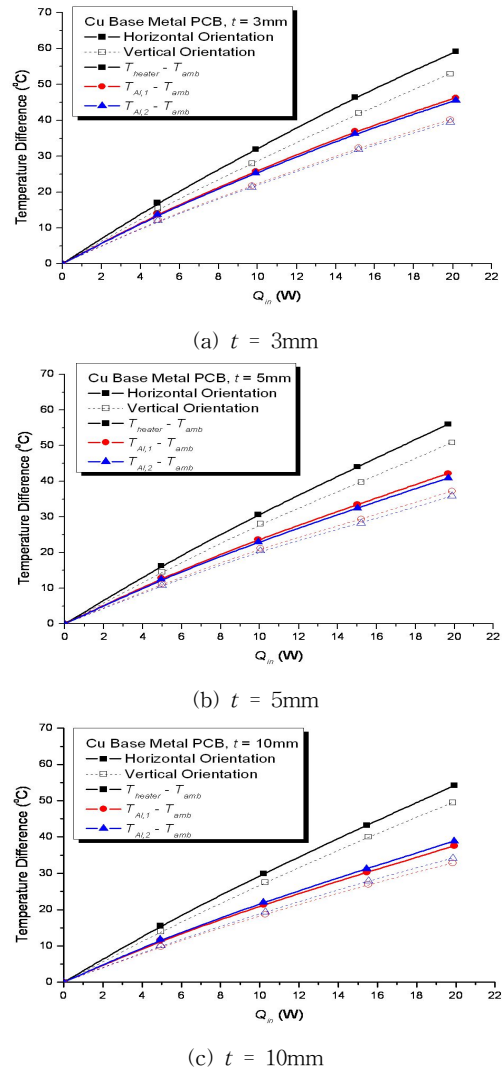 Cu Base Metal PCB, t = 3mm
Horizontal Orientation
Vertical Orientation
T_heater - T_amb
T_Al,1 - T_amb
T_Al,2 - T_amb
Temperature Difference (⁰C)
70
60
50
40
30
20
10
0
0 2 4 6 8 10 12 14 16 18 20 22
Q_in (W)
(a) t = 3mm
Cu Base Metal PCB, t = 5mm
Horizontal Orientation
Vertical Orientation
T_heater - T_amb
T_Al,1 - T_amb
T_Al,2 - T_amb
Temperature Difference (⁰C)
70
60
50
40
30
20
10
0
0 2 4 6 8 10 12 14 16 18 20 22
Q_in (W)
(b) t = 5mm
Cu Base Metal PCB, t = 10mm
Horizontal Orientation
Vertical Orientation
T_heater - T_amb
T_Al,1 - T_amb
T_Al,2 - T_amb
Temperature Difference (⁰C)
70
60
50
40
30
20
10
0
0 2 4 6 8 10 12 14 16 18 20 22
Q_in (W)
(c) t = 10mm